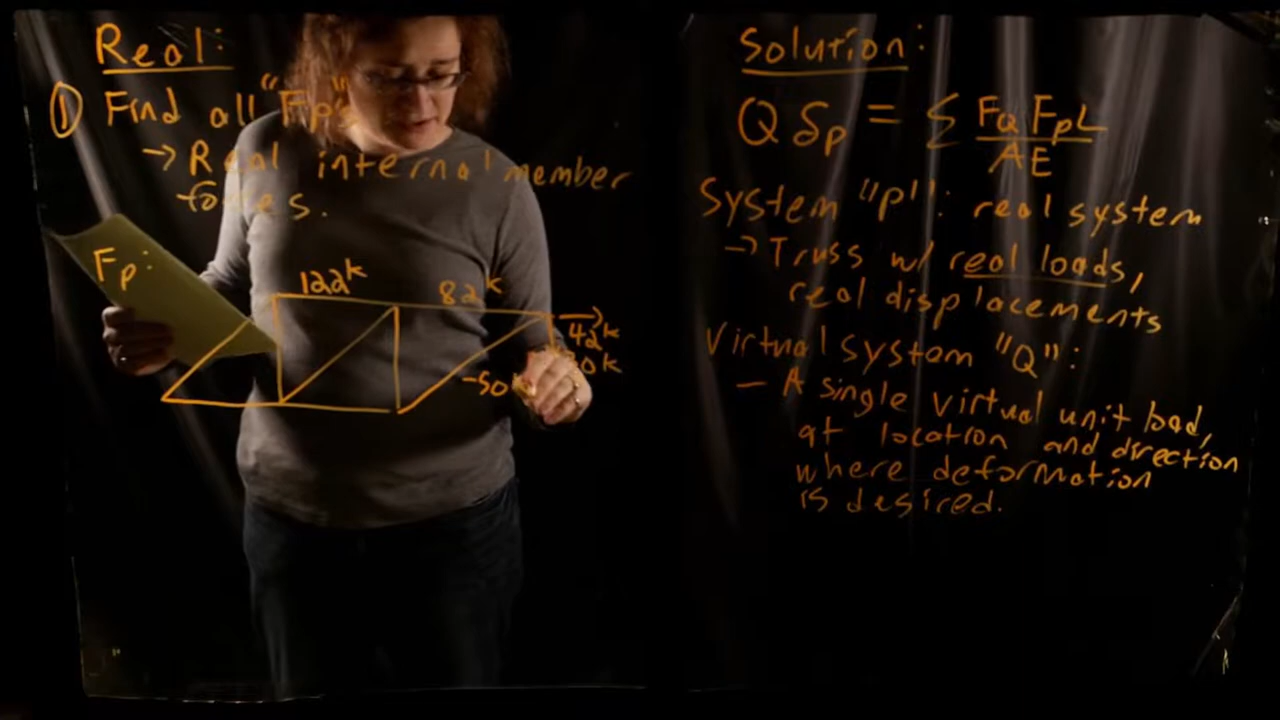 Real:
① Find all "Fp's"
→ Real internal member
forces.
Fp:
122k
82k
→
42k
-50
Solution:
Q δp = Σ FQ FpL / AE
System "p": real system
→ Truss w/ real loads,
real displacements
Virtual system "Q":
- A single virtual unit load,
at location and direction
where deformation
is desired.